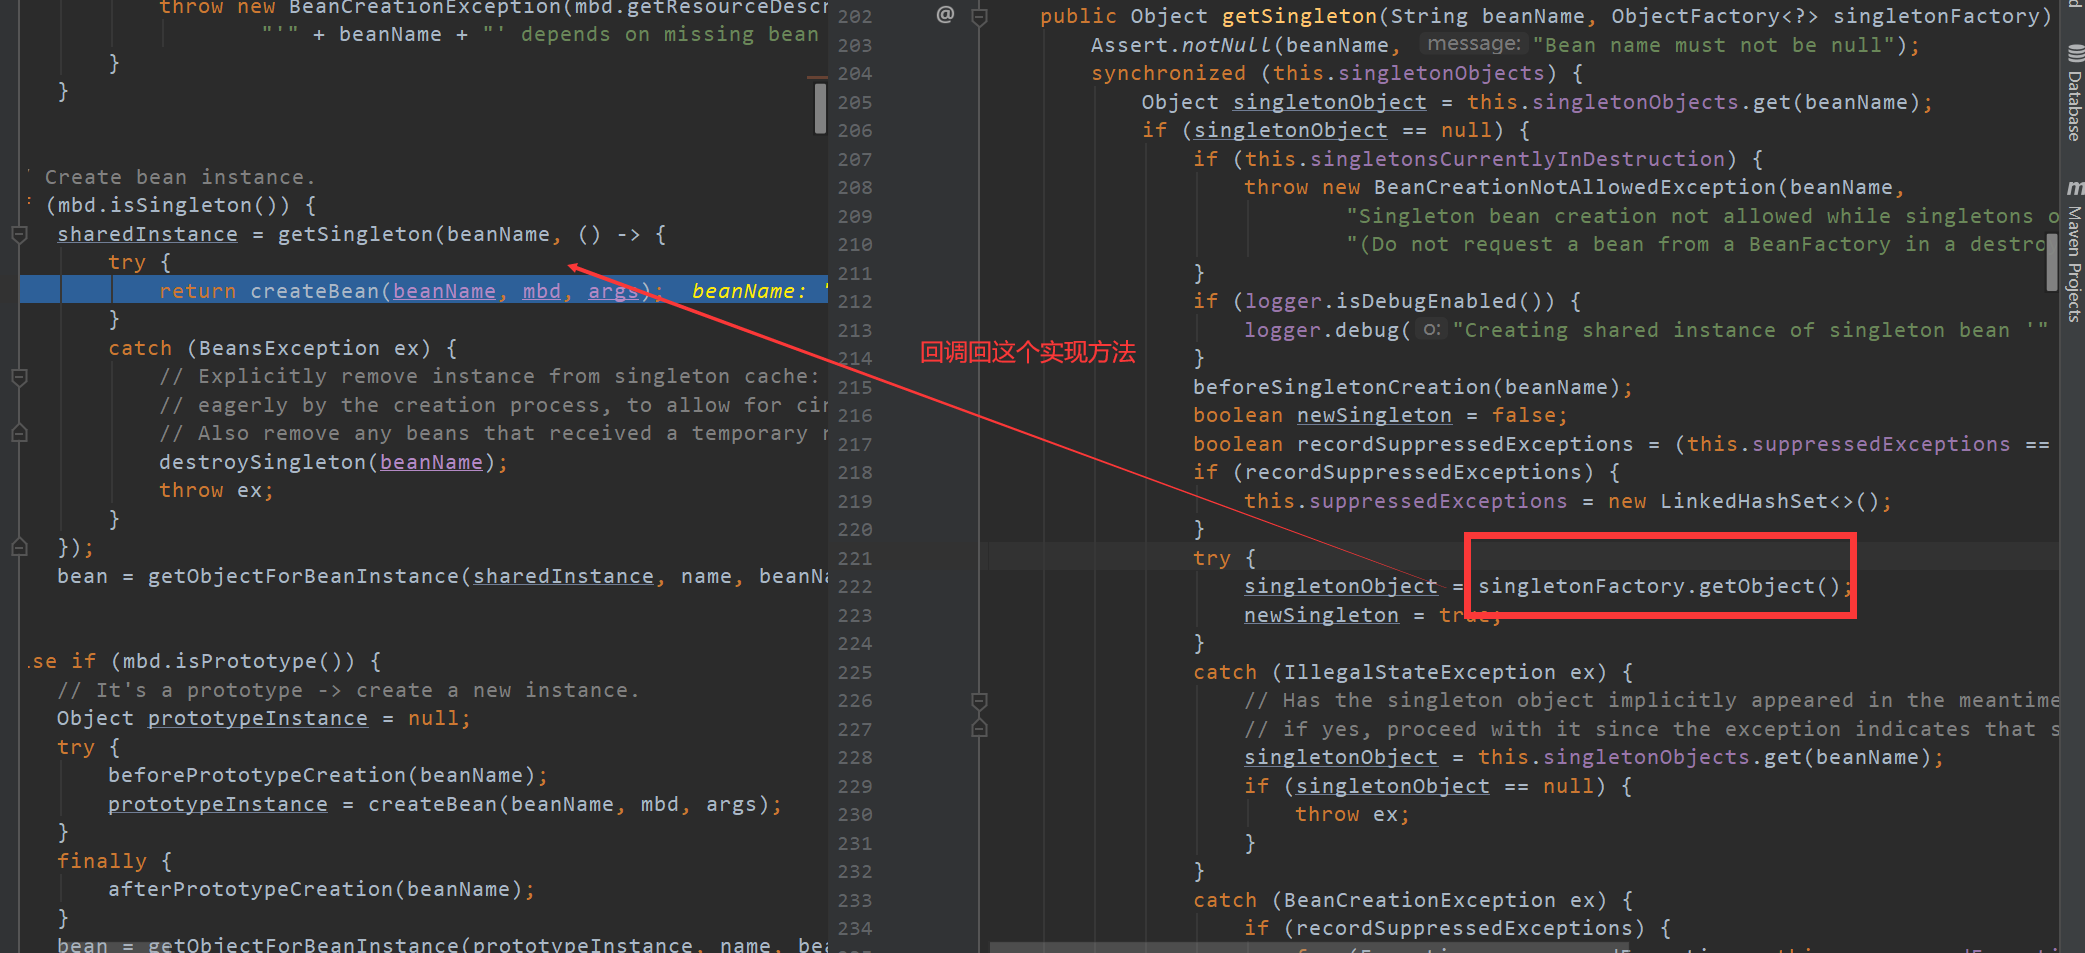 throw new BeanCreationException(mbd.getResourceDescr
"'" + beanName + "' depends on missing bean
}
}
Create bean instance.
(mbd.isSingleton()) {
sharedInstance = getSingleton(beanName, () -> {
try {
return createBean(beanName, mbd, args); beanName: "
}
catch (BeansException ex) {
// Explicitly remove instance from singleton cache:
// eagerly by the creation process, to allow for cir
// Also remove any beans that received a temporary r
destroySingleton(beanName);
throw ex;
}
});
bean = getObjectForBeanInstance(sharedInstance, name, beanNa
se if (mbd.isPrototype()) {
// It's a prototype -> create a new instance.
Object prototypeInstance = null;
try {
beforePrototypeCreation(beanName);
prototypeInstance = createBean(beanName, mbd, args);
}
finally {
afterPrototypeCreation(beanName);
}
bean = getObjectForBeanInstance(prototypeInstance, name, bea
回调回这个实现方法
202 @ public Object getSingleton(String beanName, ObjectFactory<?> singletonFactory)
203 Assert.notNull(beanName, message: "Bean name must not be null");
204 synchronized (this.singletonObjects) {
205 Object singletonObject = this.singletonObjects.get(beanName);
206 if (singletonObject == null) {
207 if (this.singletonsCurrentlyInDestruction) {
208 throw new BeanCreationNotAllowedException(beanName,
209 "Singleton bean creation not allowed while singletons o
210 "(Do not request a bean from a BeanFactory in a destro
211 }
212 if (logger.isDebugEnabled()) {
213 logger.debug( o: "Creating shared instance of singleton bean '"
214 }
215 beforeSingletonCreation(beanName);
216 boolean newSingleton = false;
217 boolean recordSuppressedExceptions = (this.suppressedExceptions ==
218 if (recordSuppressedExceptions) {
219 this.suppressedExceptions = new LinkedHashSet<>();
220 }
221 try {
222 singletonObject = singletonFactory.getObject();
223 newSingleton = true;
224 }
225 catch (IllegalStateException ex) {
226 // Has the singleton object implicitly appeared in the meantime
227 // if yes, proceed with it since the exception indicates that s
228 singletonObject = this.singletonObjects.get(beanName);
229 if (singletonObject == null) {
230 throw ex;
231 }
232 }
233 catch (BeanCreationException ex) {
234 if (recordSuppressedExceptions) {
Database
m Maven Projects